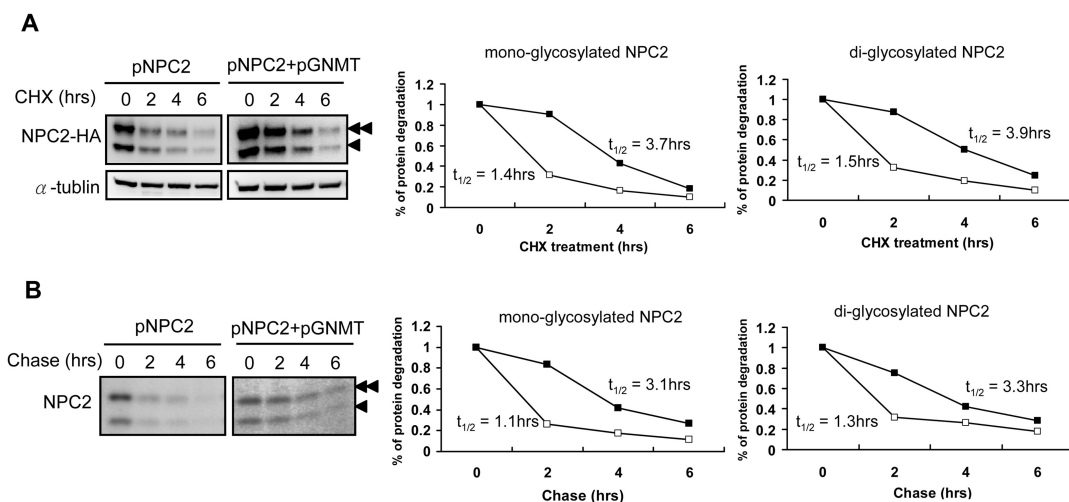 A
pNPC2
pNPC2+pGNMT
CHX (hrs)
0 2 4 6
0 2 4 6
NPC2-HA
α-tublin
mono-glycosylated NPC2
% of protein degradation
1.2
1
0.8
0.6
0.4
0.2
0
t1/2 = 3.7hrs
t1/2 = 1.4hrs
0 2 4 6
CHX treatment (hrs)
di-glycosylated NPC2
% of protein degradation
1.2
1
0.8
0.6
0.4
0.2
0
t1/2 = 3.9hrs
t1/2 = 1.5hrs
0 2 4 6
CHX treatment (hrs)
B
pNPC2
pNPC2+pGNMT
Chase (hrs)
0 2 4 6
0 2 4 6
NPC2
mono-glycosylated NPC2
% of protein degradation
1.2
1
0.8
0.6
0.4
0.2
0
t1/2 = 3.1hrs
t1/2 = 1.1hrs
0 2 4 6
Chase (hrs)
di-glycosylated NPC2
% of protein degradation
1.2
1
0.8
0.6
0.4
0.2
0
t1/2 = 3.3hrs
t1/2 = 1.3hrs
0 2 4 6
Chase (hrs)